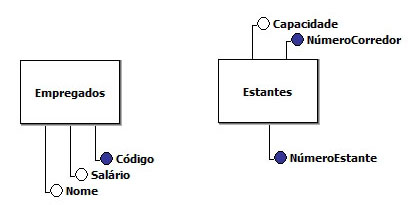 Capacidade
NúmeroCorredor
Empregados
Estantes
Código
NúmeroEstante
Salário
Nome